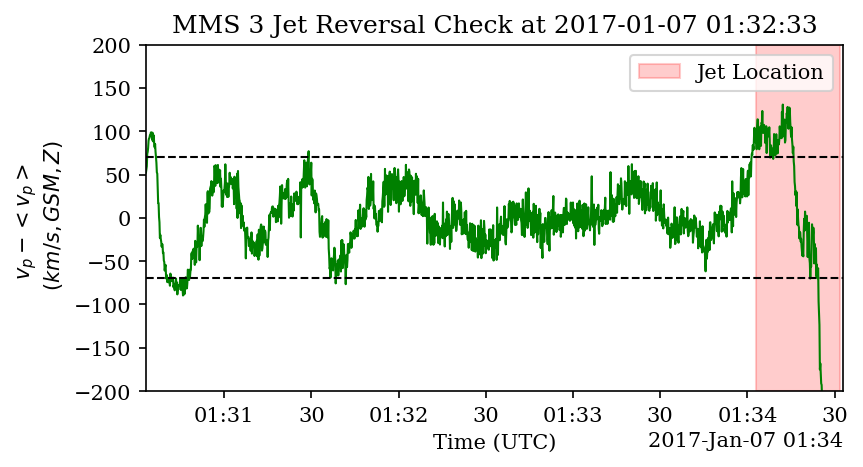 MMS 3 Jet Reversal Check at 2017-01-07 01:32:33
v_p − < v_p >
(km/s, GSM, Z)
200
150
100
50
0
−50
−100
−150
−200
Jet Location
01:31 30 01:32 30 01:33 30 01:34 30
Time (UTC)
2017-Jan-07 01:34